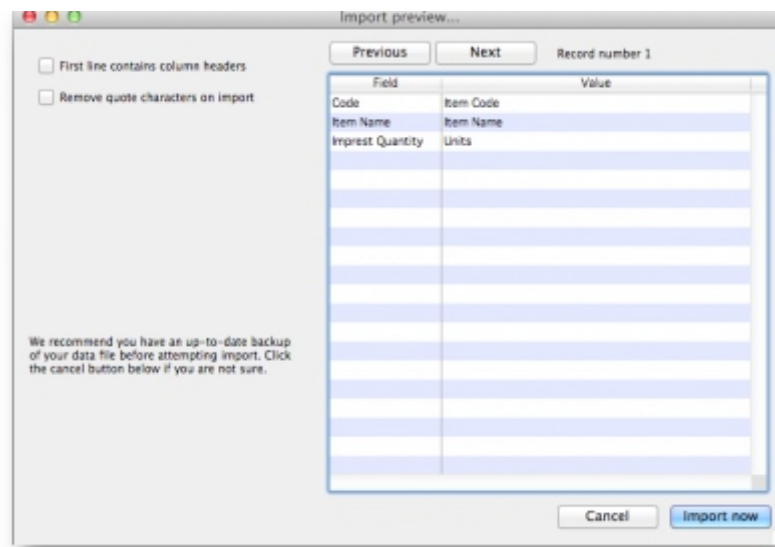 Import preview...
Previous Next Record number 1
First line contains column headers
Remove quote characters on import
Field Value
Code Item Code
Item Name Item Name
Imprest Quantity Units
We recommend you have an up-to-date backup
of your data file before attempting import. Click
the cancel button below if you are not sure.
Cancel Import now